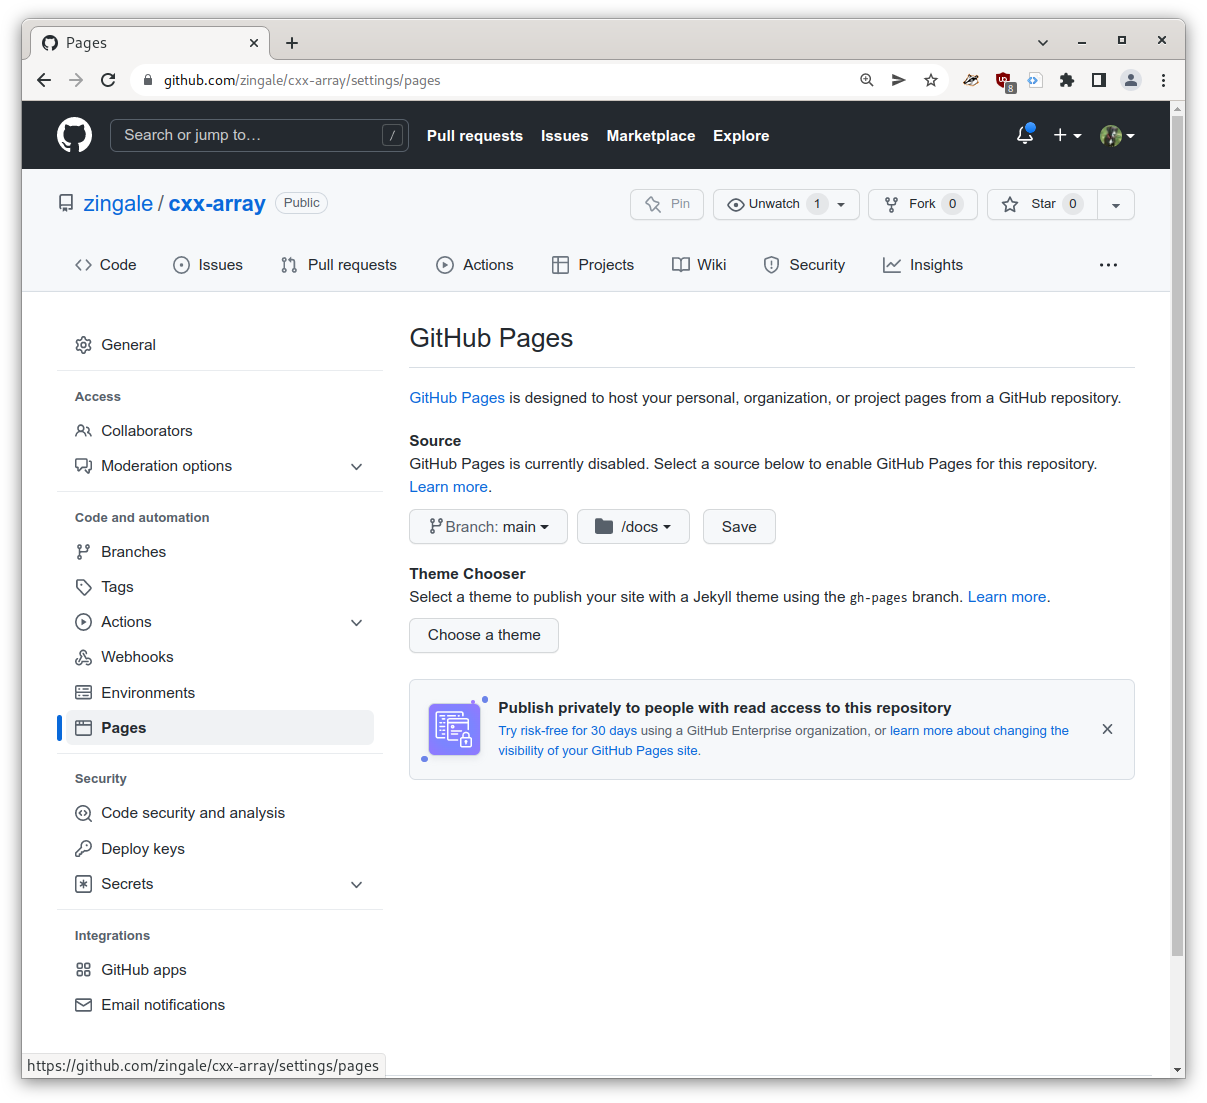 Pages
github.com/zingale/cxx-array/settings/pages
8
Search or jump to…
/
Pull requests
Issues
Marketplace
Explore
zingale / cxx-array
Public
Pin
Unwatch 1
Fork 0
Star 0
Code
Issues
Pull requests
Actions
Projects
Wiki
Security
Insights
General
Access
Collaborators
Moderation options
Code and automation
Branches
Tags
Actions
Webhooks
Environments
Pages
Security
Code security and analysis
Deploy keys
Secrets
Integrations
GitHub apps
Email notifications
GitHub Pages
GitHub Pages is designed to host your personal, organization, or project pages from a GitHub repository.
Source
GitHub Pages is currently disabled. Select a source below to enable GitHub Pages for this repository.
Learn more.
Branch: main
/docs
Save
Theme Chooser
Select a theme to publish your site with a Jekyll theme using the gh-pages branch. Learn more.
Choose a theme
Publish privately to people with read access to this repository
Try risk-free for 30 days using a GitHub Enterprise organization, or learn more about changing the
visibility of your GitHub Pages site.
https://github.com/zingale/cxx-array/settings/pages